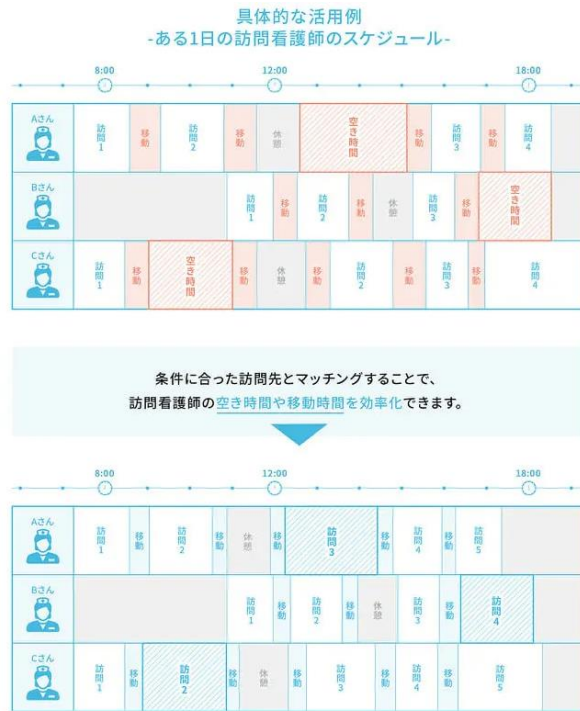 具体的な活用例
-ある1日の訪問看護師のスケジュール-
8:00 12:00 18:00
Aさん 訪問1 移動 訪問2 移動 休憩 空き時間 移動 訪問3 移動 訪問4
Bさん 訪問1 移動 訪問2 移動 休憩 訪問3 移動 空き時間
Cさん 訪問1 移動 空き時間 移動 休憩 移動 訪問2 移動 訪問3 移動 訪問4
条件に合った訪問先とマッチングすることで、
訪問看護師の空き時間や移動時間を効率化できます。
8:00 12:00 18:00
Aさん 訪問1 移動 訪問2 移動 休憩 移動 訪問3 移動 訪問4 移動 訪問5
Bさん 訪問1 移動 訪問2 移動 休憩 訪問3 移動 訪問4
Cさん 訪問1 移動 訪問2 移動 休憩 移動 訪問3 移動 訪問4 移動 訪問5